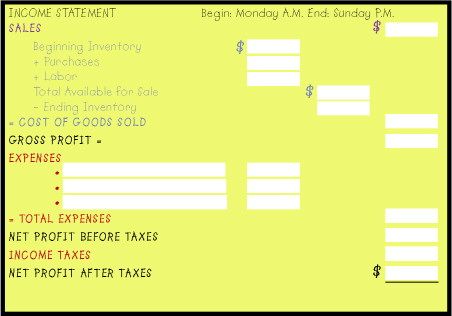 INCOME STATEMENT Begin: Monday A.M. End: Sunday P.M.
SALES $
Beginning Inventory $
+ Purchases
+ Labor
Total Available for Sale $
- Ending Inventory
= COST OF GOODS SOLD
GROSS PROFIT =
EXPENSES
•
•
•
= TOTAL EXPENSES
NET PROFIT BEFORE TAXES
INCOME TAXES
NET PROFIT AFTER TAXES $